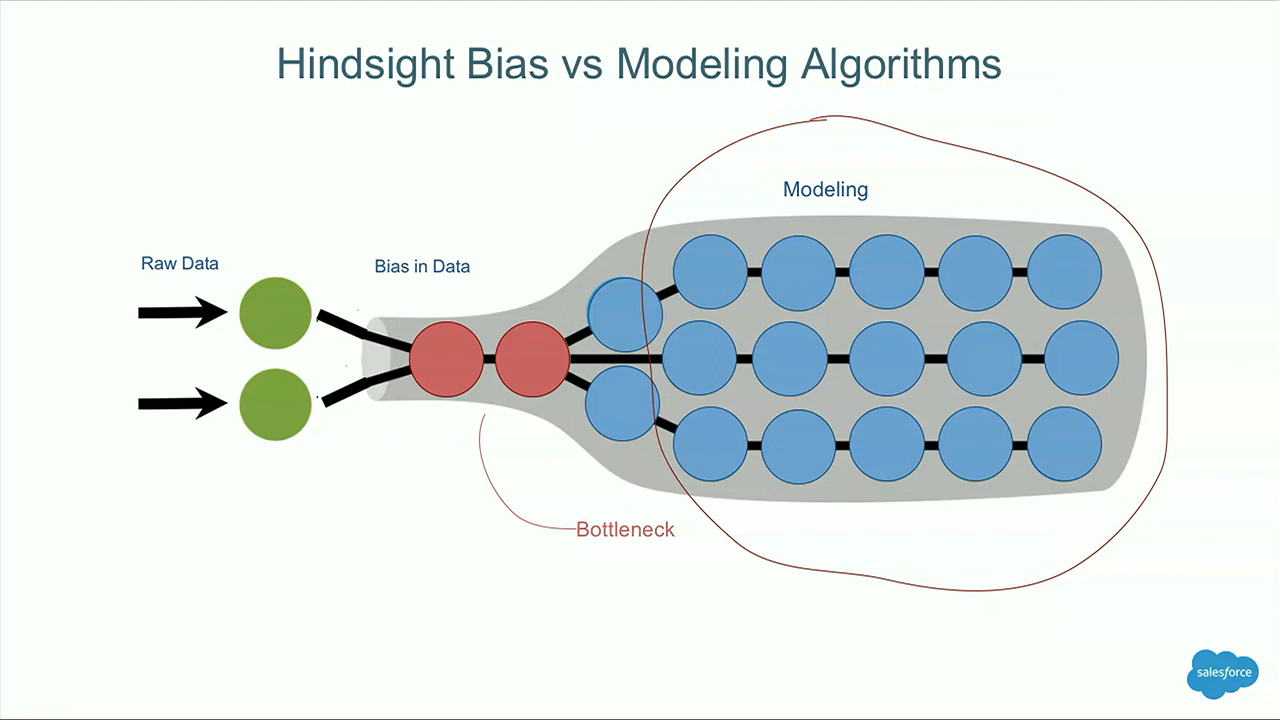 Hindsight Bias vs Modeling Algorithms
Modeling
Raw Data
Bias in Data
Bottleneck
salesforce